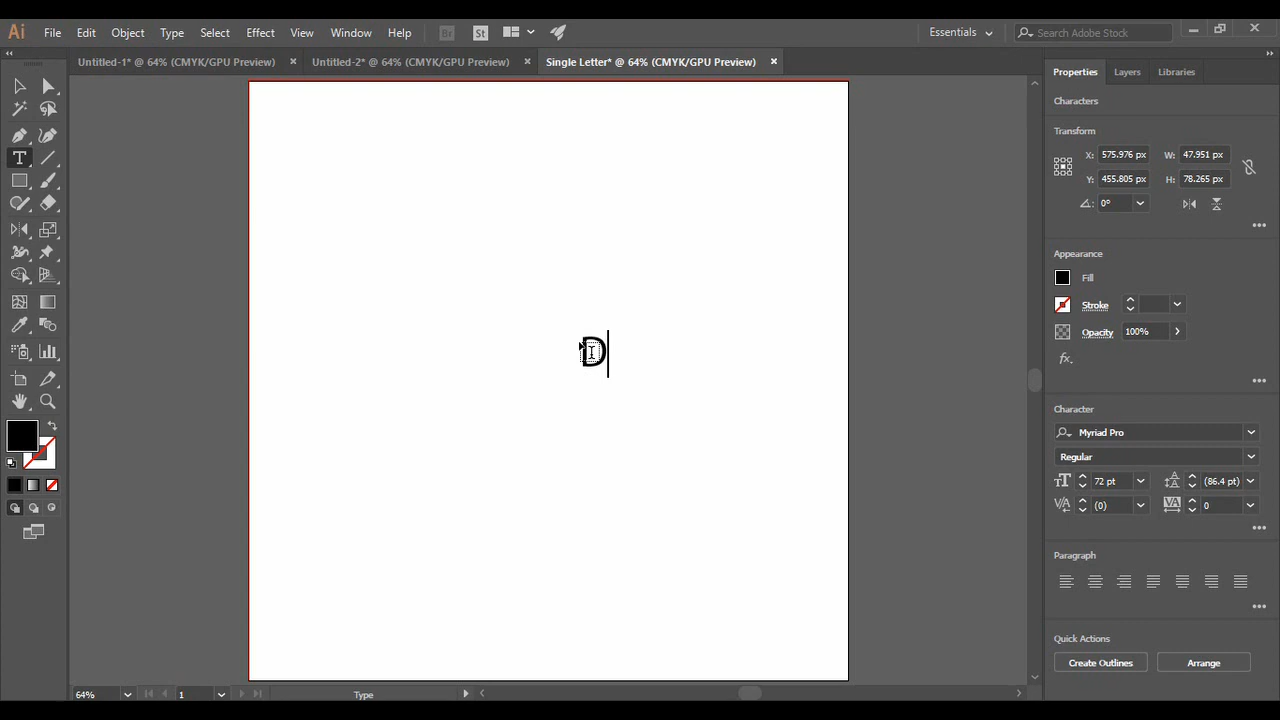 Ai File Edit Object Type Select Effect View Window Help Br St Essentials Search Adobe Stock
Untitled-1* @ 64% (CMYK/GPU Preview) Untitled-2* @ 64% (CMYK/GPU Preview) Single Letter* @ 64% (CMYK/GPU Preview)
Properties Layers Libraries
Characters
Transform
X: 575.976 px W: 47.951 px
Y: 455.805 px H: 78.265 px
0°
Appearance
Fill
Stroke
Opacity 100%
fx.
D
Character
Myriad Pro
Regular
72 pt (86.4 pt)
(0) 0
Paragraph
Quick Actions
Create Outlines Arrange
64% 1 Type